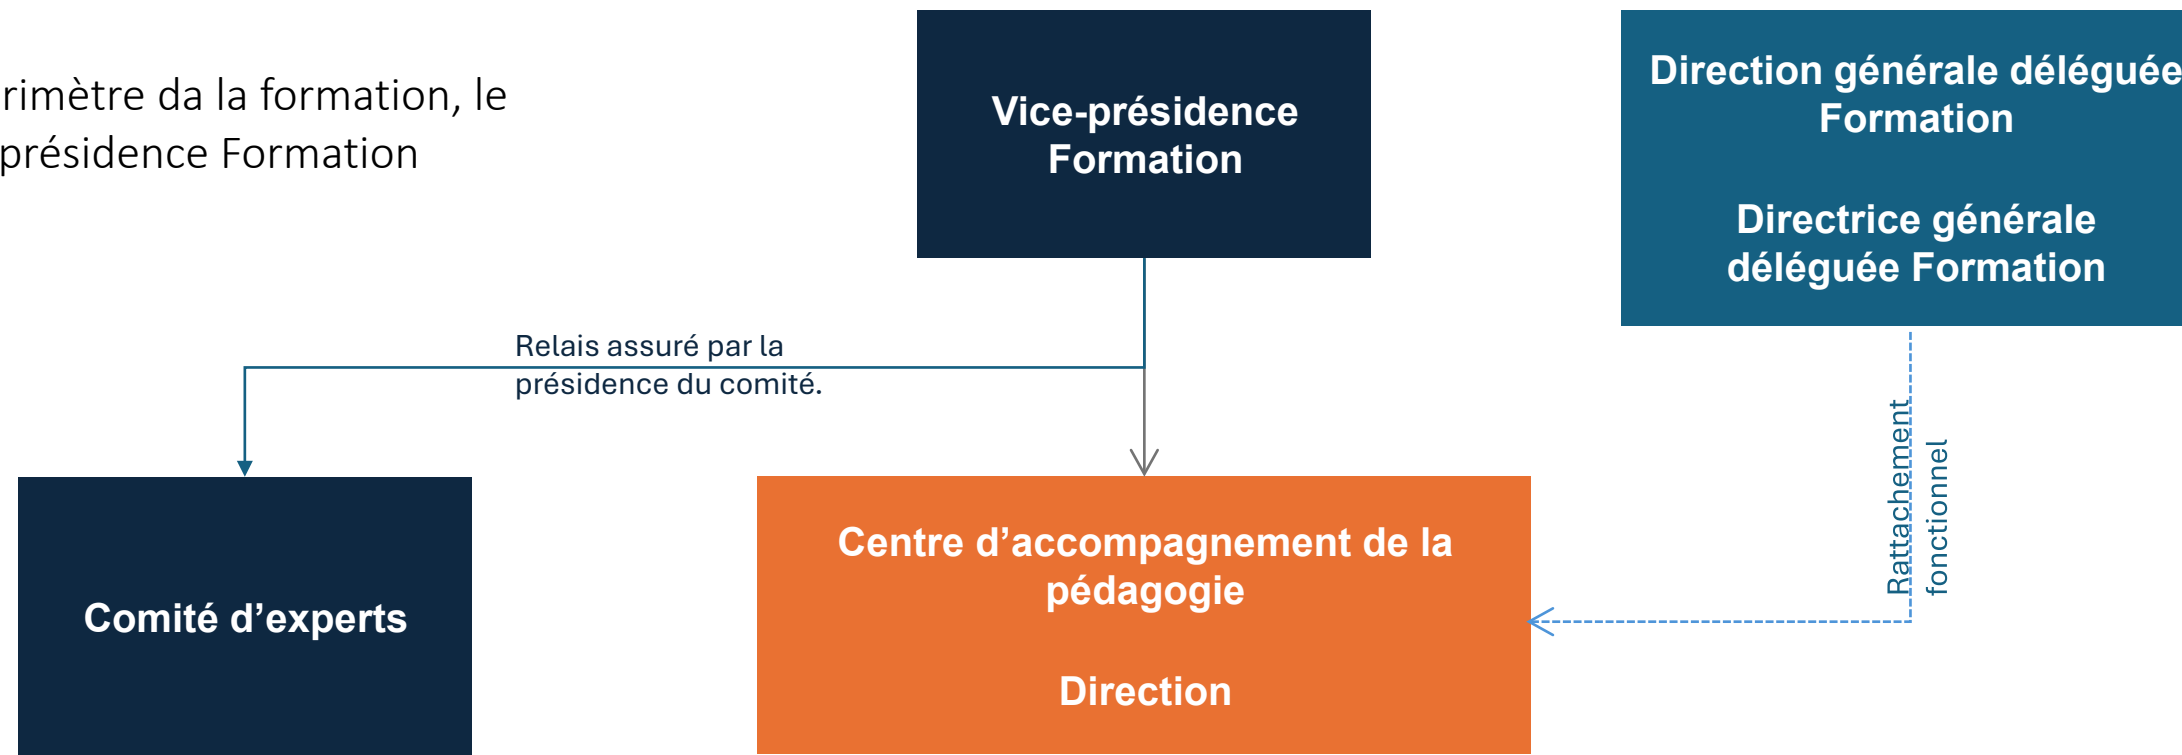 rimètre da la formation, le
présidence Formation
Vice-présidence
Formation
Direction générale déléguée
Formation
Directrice générale
déléguée Formation
Relais assuré par la
présidence du comité.
Rattachement
fonctionnel
Comité d’experts
Centre d’accompagnement de la
pédagogie
Direction